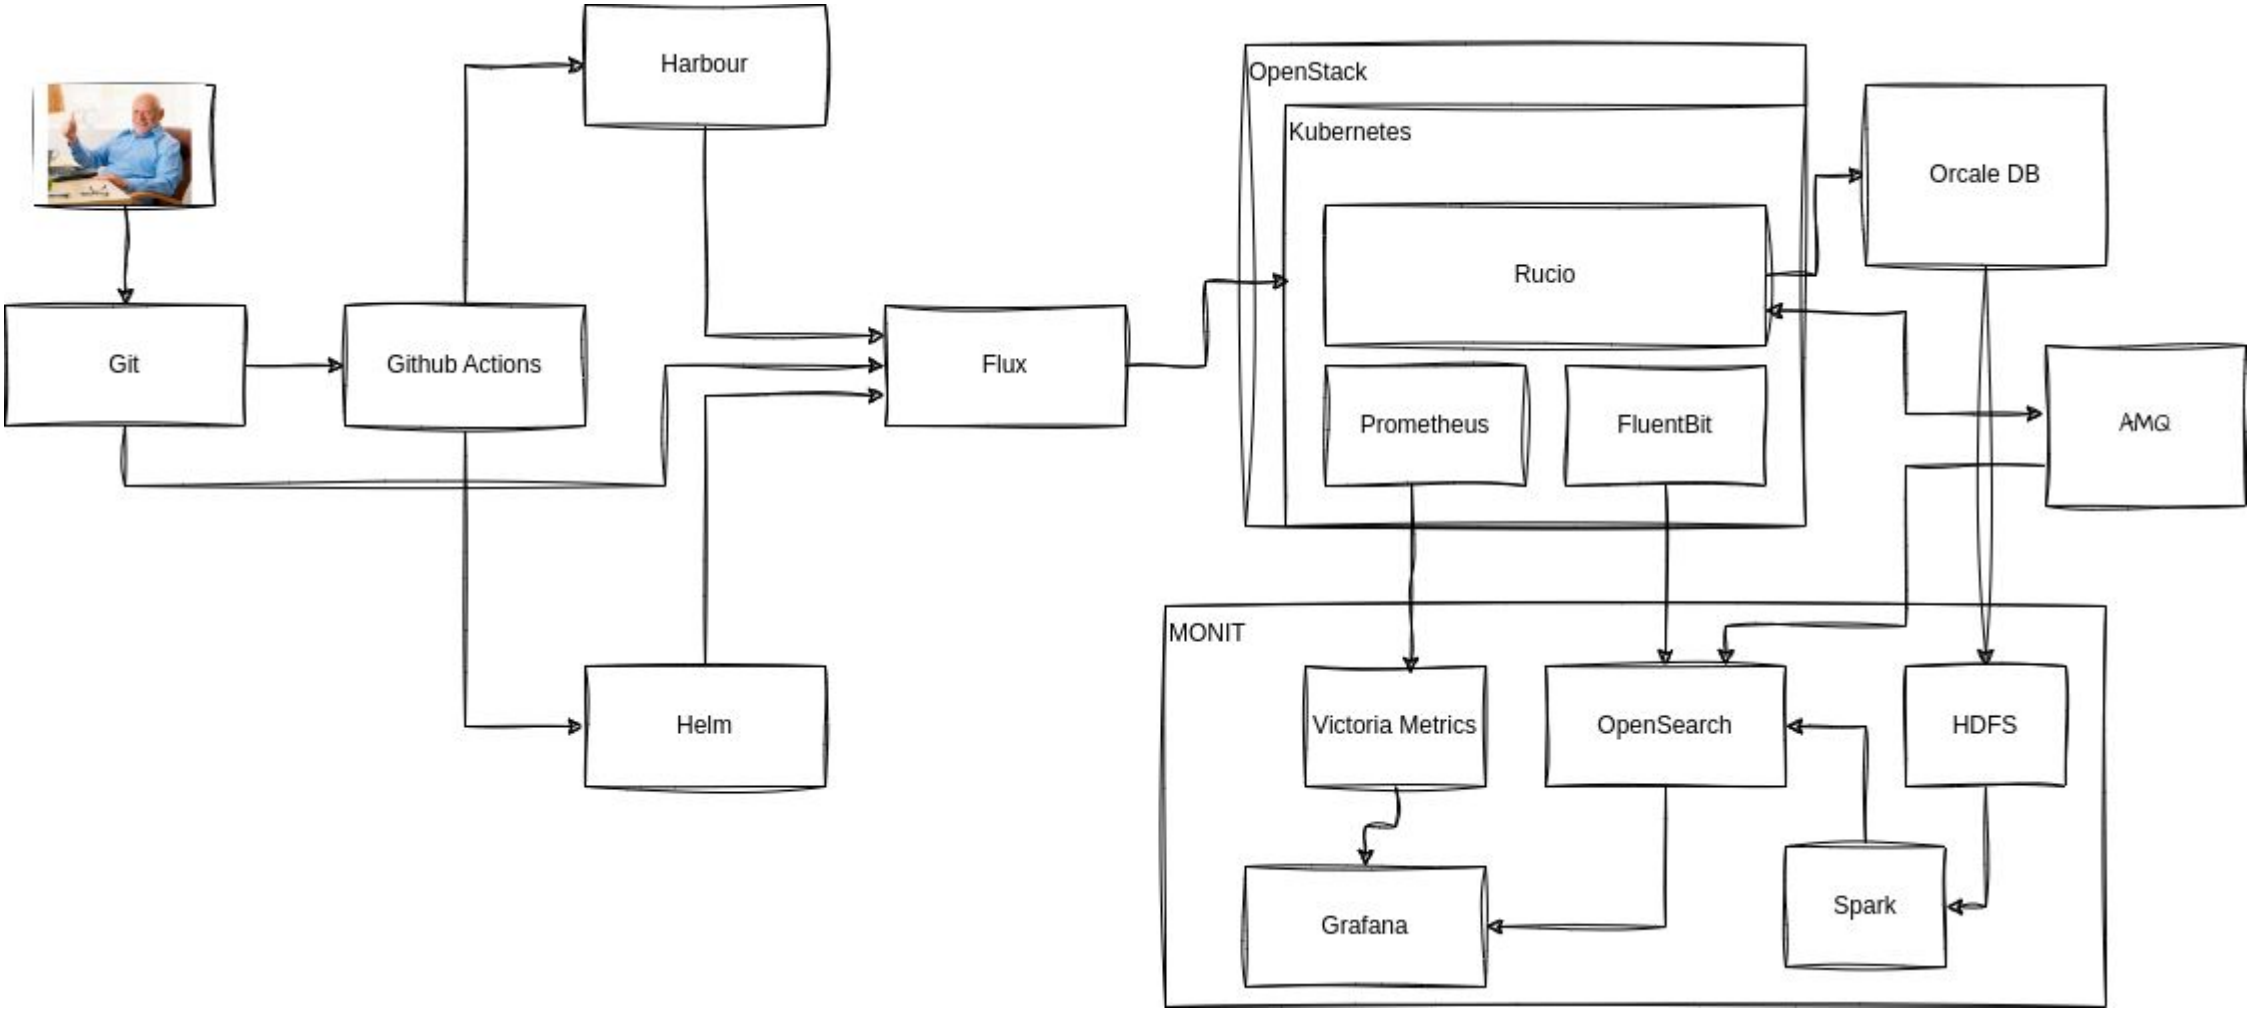 Harbour
OpenStack
Kubernetes
Orcale DB
Rucio
Git
Github Actions
Flux
Prometheus
FluentBit
AMQ
MONIT
Helm
Victoria Metrics
OpenSearch
HDFS
Spark
Grafana